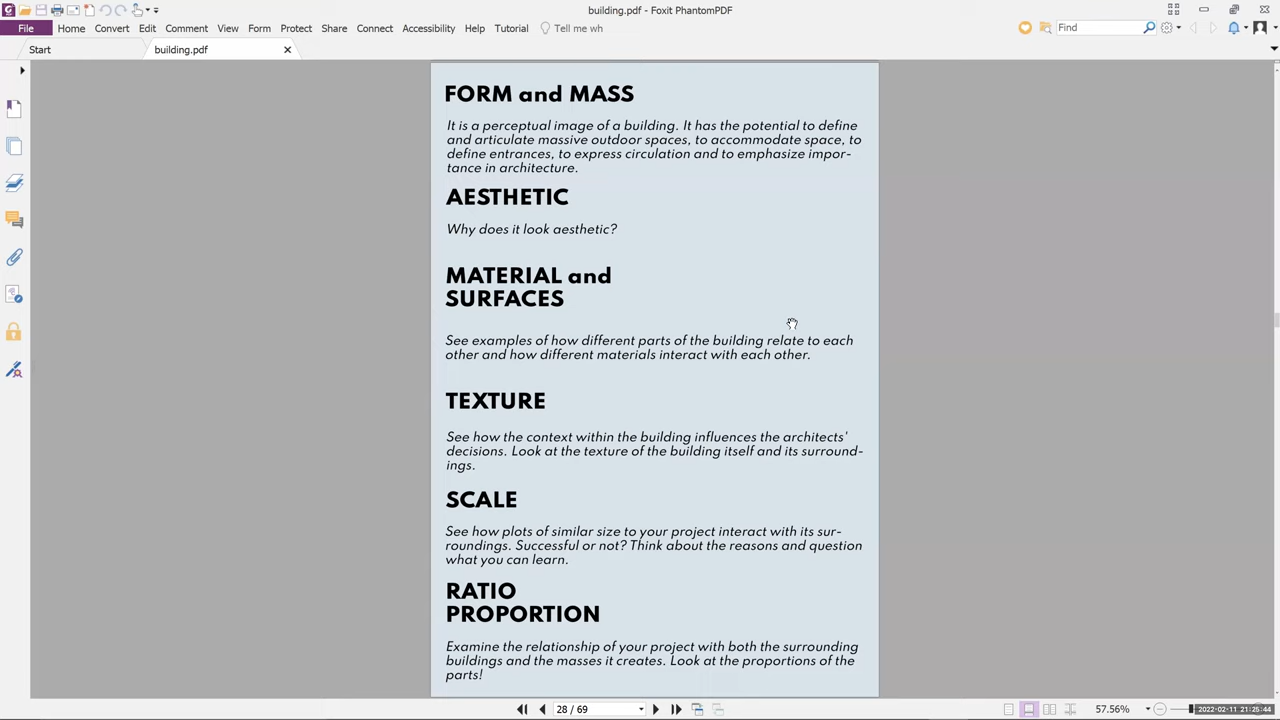 building.pdf - Foxit PhantomPDF
File Home Convert Edit Comment View Form Protect Share Connect Accessibility Help Tutorial Tell me wh Find
Start building.pdf
FORM and MASS
It is a perceptual image of a building. It has the potential to define
and articulate massive outdoor spaces, to accommodate space, to
define entrances, to express circulation and to emphasize impor-
tance in architecture.
AESTHETIC
Why does it look aesthetic?
MATERIAL and
SURFACES
See examples of how different parts of the building relate to each
other and how different materials interact with each other.
TEXTURE
See how the context within the building influences the architects'
decisions. Look at the texture of the building itself and its surround-
ings.
SCALE
See how plots of similar size to your project interact with its sur-
roundings. Successful or not? Think about the reasons and question
what you can learn.
RATIO
PROPORTION
Examine the relationship of your project with both the surrounding
buildings and the masses it creates. Look at the proportions of the
parts!
28 / 69 57.56% 2022-02-11 21:25:44